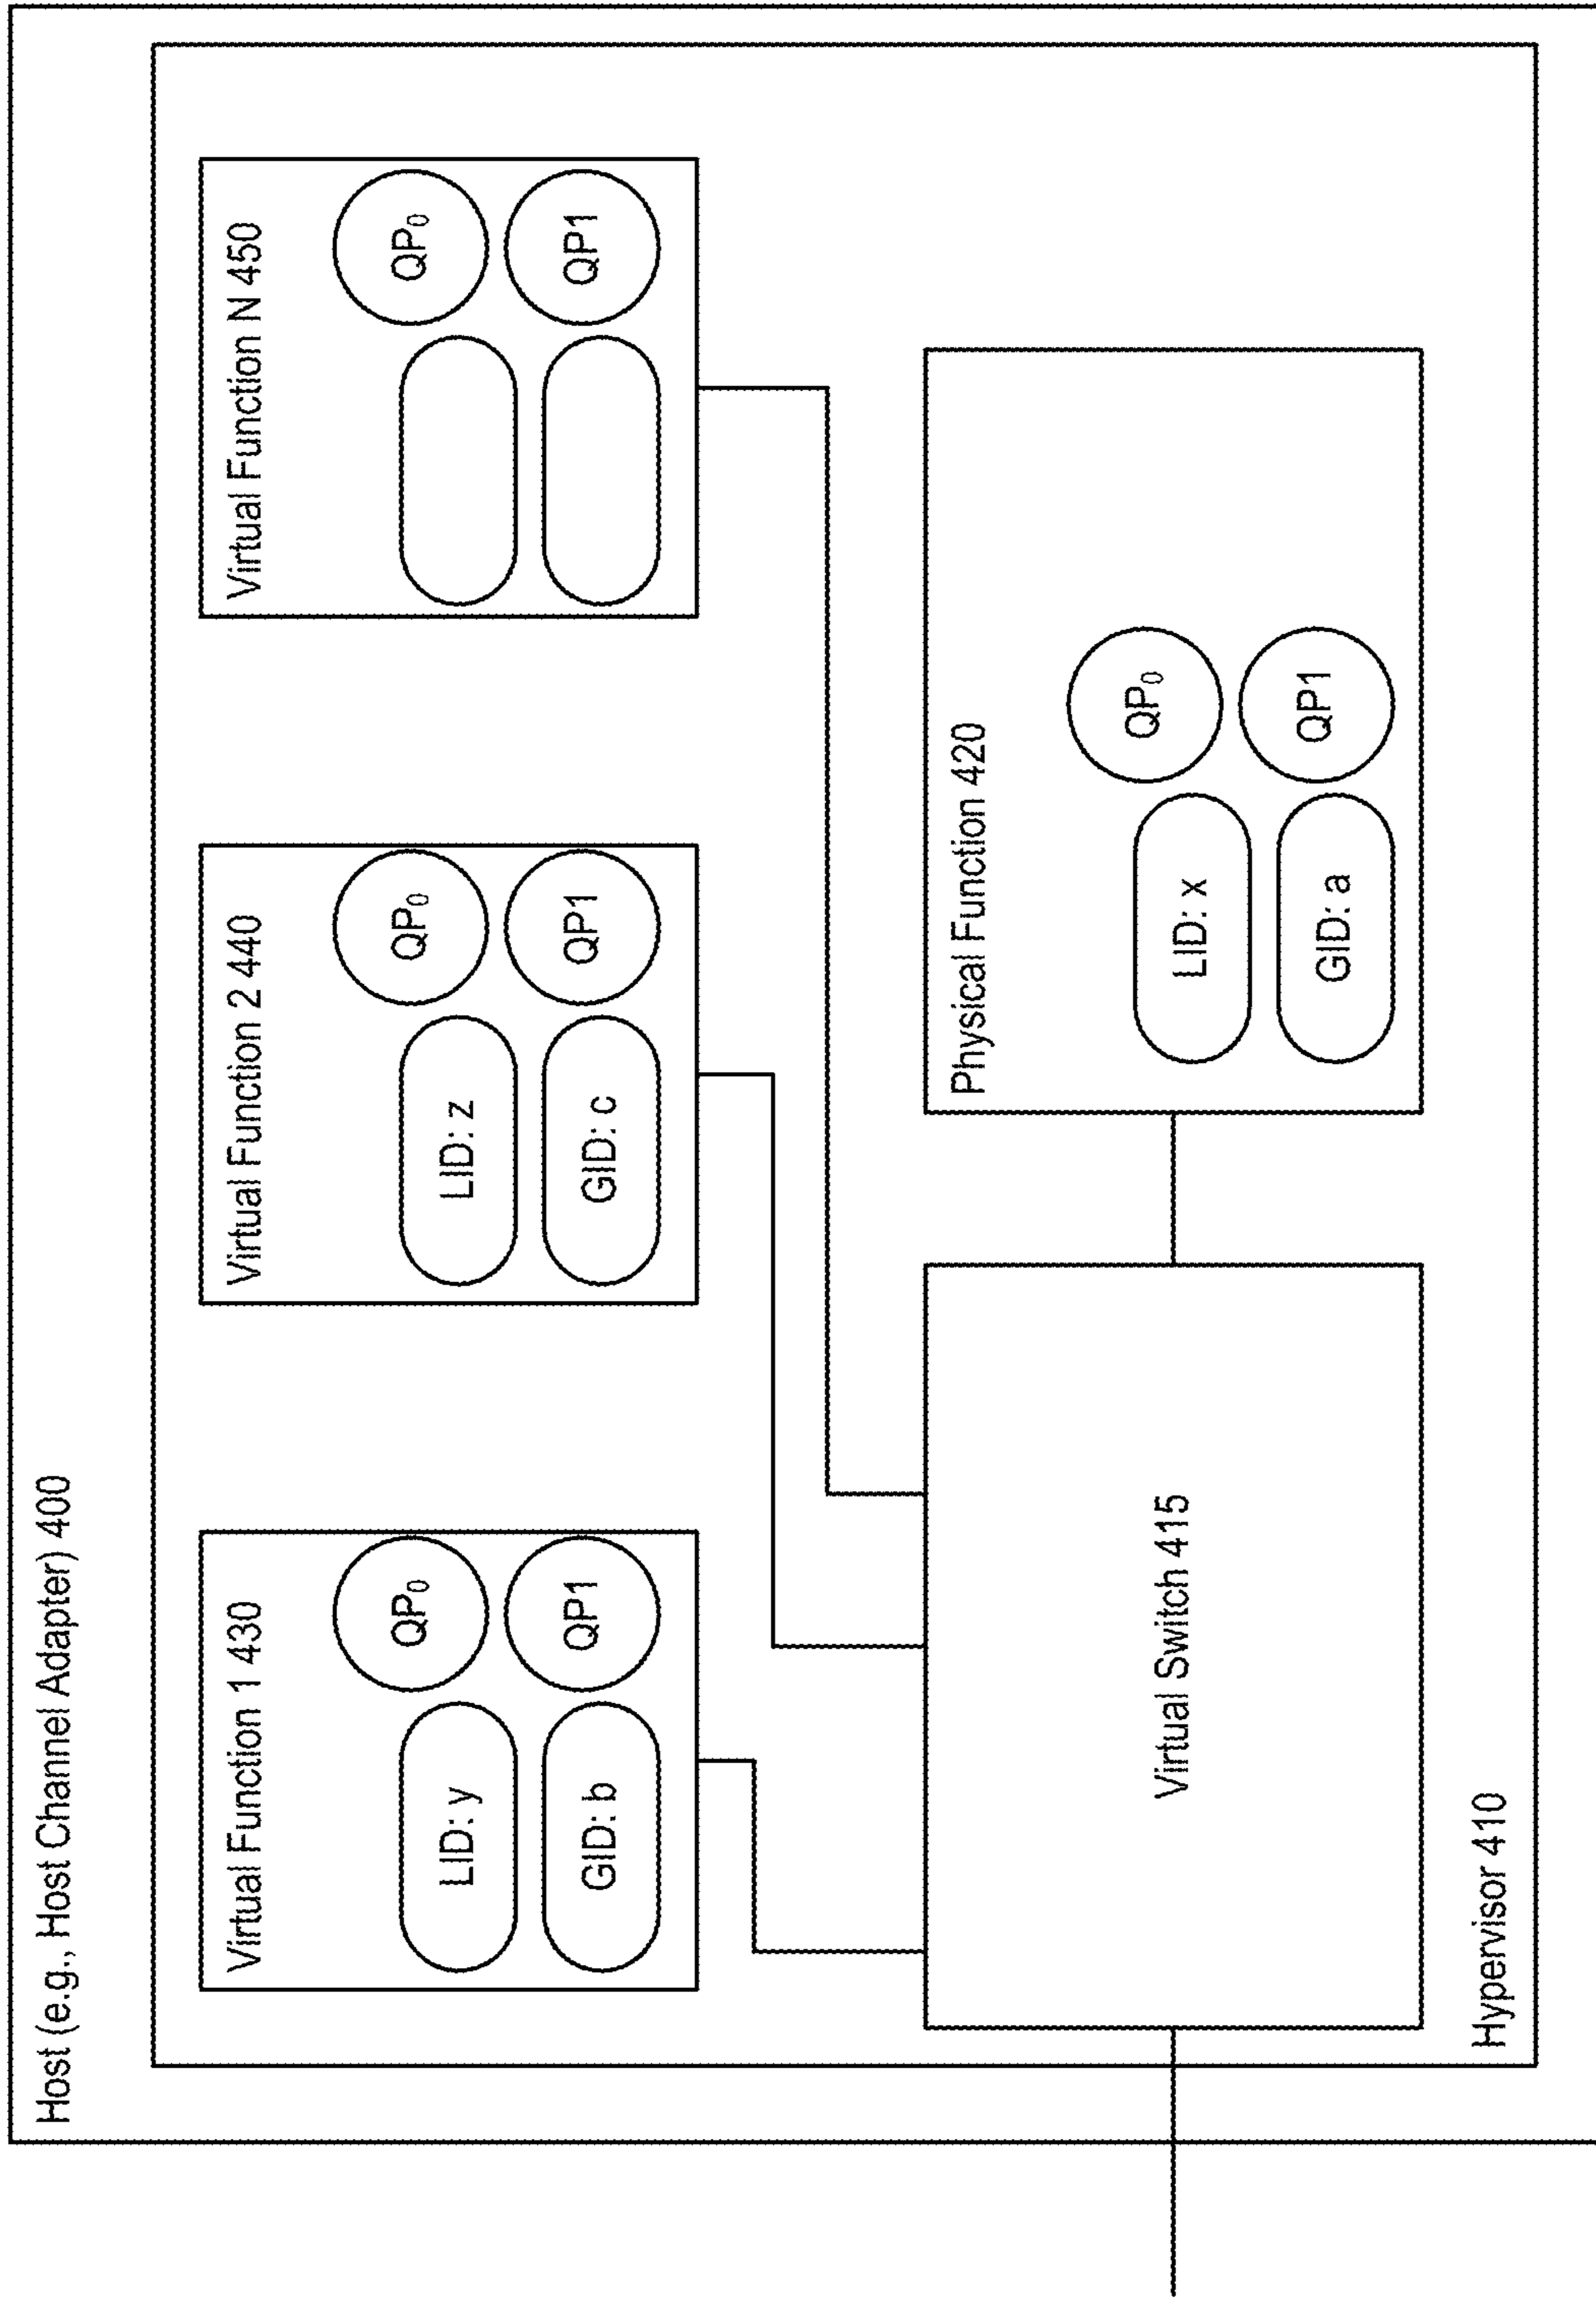 Host (e.g., Host Channel Adapter) 400
Virtual Function 1 430
QP0
LID: y
QP1
GID: b
Virtual Function 2 440
QP0
LID: z
QP1
GID: c
Virtual Function N 450
QP0
QP1
Virtual Switch 415
Physical Function 420
QP0
LID: x
QP1
GID: a
Hypervisor 410